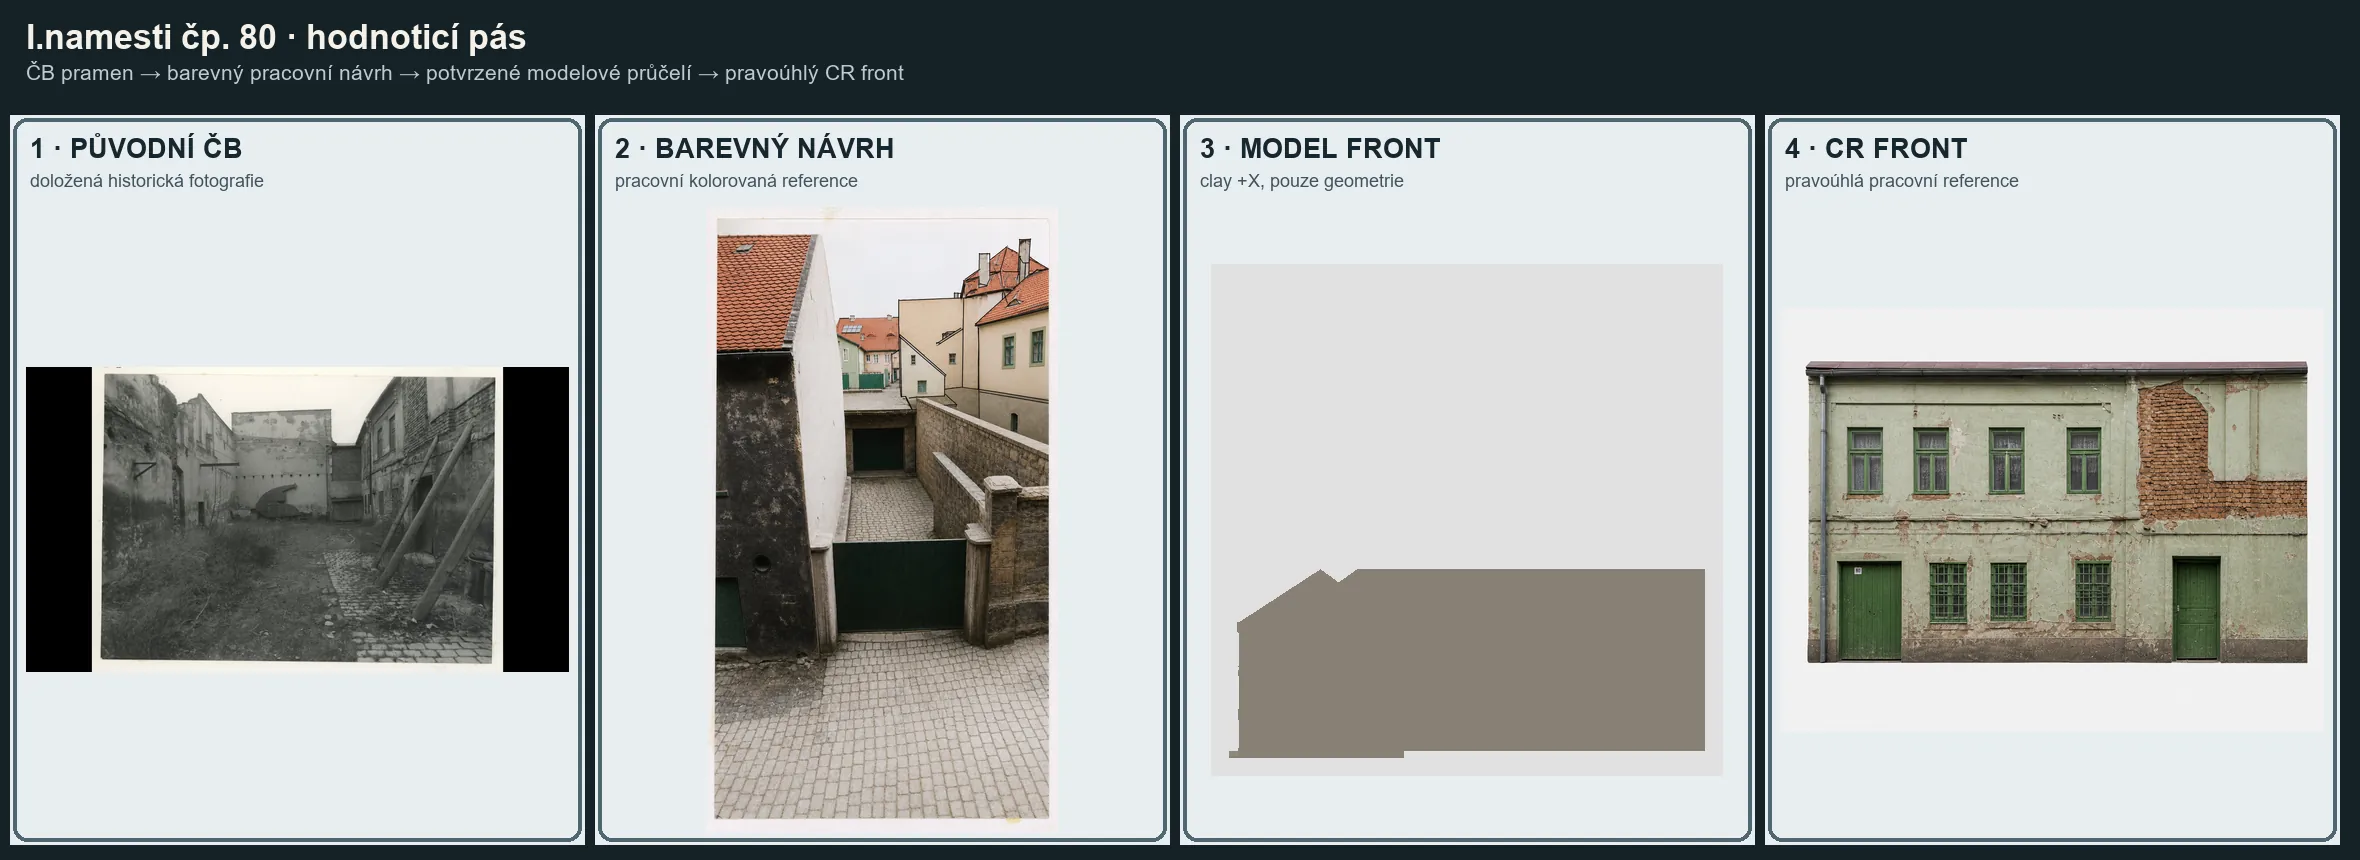 I.namesti čp. 80 · hodnoticí pás
ČB pramen → barevný pracovní návrh → potvrzené modelové průčelí → pravoúhlý CR front
1 · PŮVODNÍ ČB
doložená historická fotografie
2 · BAREVNÝ NÁVRH
pracovní kolorovaná reference
3 · MODEL FRONT
clay +X, pouze geometrie
4 · CR FRONT
pravoúhlá pracovní reference